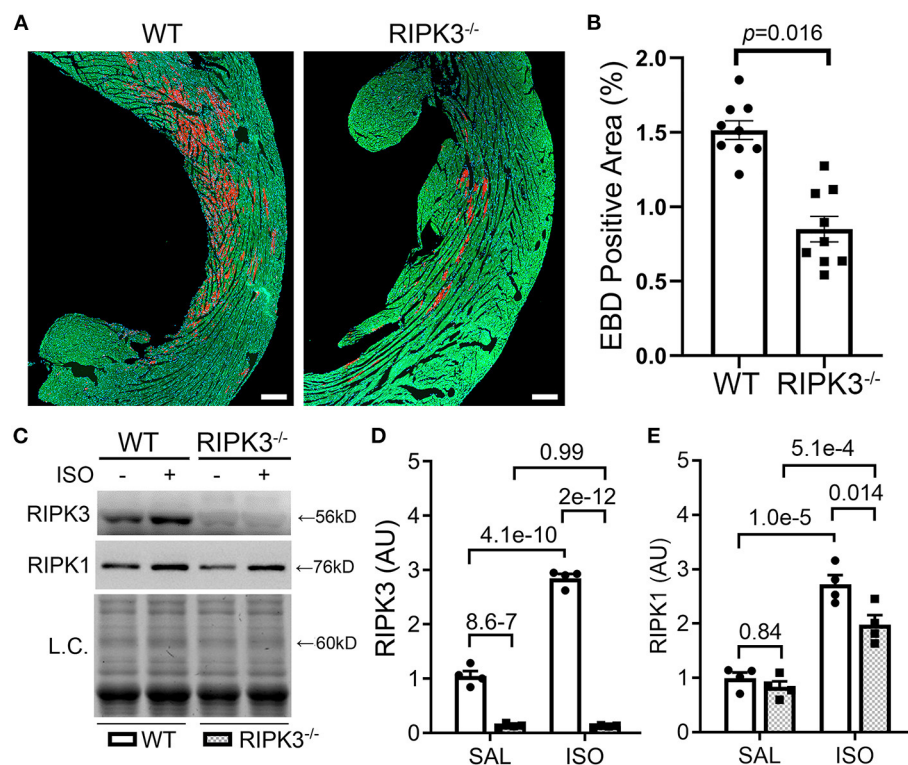 A
WT
RIPK3-/-
B
p=0.016
EBD Positive Area (%)
2.0
1.5
1.0
0.5
0.0
WT
RIPK3-/-
C
WT
RIPK3-/-
ISO - + - +
RIPK3 ←56kD
RIPK1 ←76kD
L.C. ←60kD
WT RIPK3-/-
D
RIPK3 (AU)
5
4
3
2
1
0
0.99
2e-12
4.1e-10
8.6-7
SAL ISO
E
RIPK1 (AU)
5
4
3
2
1
0
5.1e-4
0.014
1.0e-5
0.84
SAL ISO